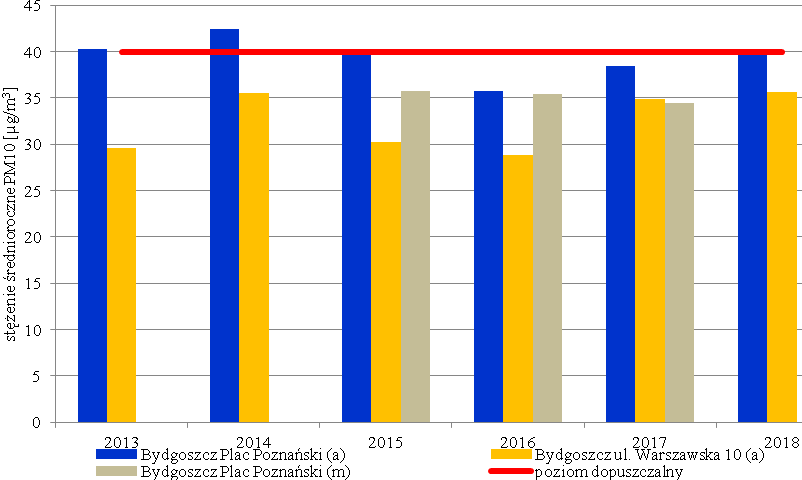 stężenie średnioroczne PM10 [µg/m³]
45
40
35
30
25
20
15
10
5
0
2013 2014 2015 2016 2017 2018
Bydgoszcz Plac Poznański (a) Bydgoszcz ul. Warszawska 10 (a)
Bydgoszcz Plac Poznański (m) poziom dopuszczalny